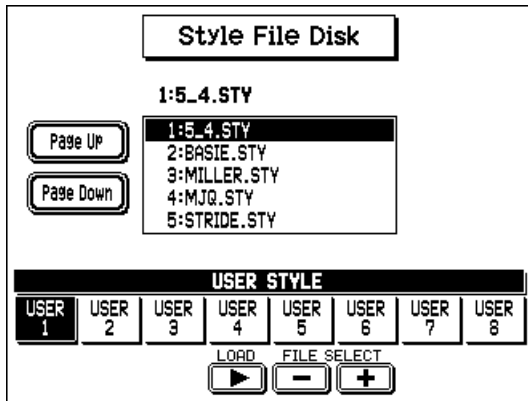 Style File Disk
1:5_4.STY
Page Up
Page Down
1:5_4.STY
2:BASIE.STY
3:MILLER.STY
4:MJQ.STY
5:STRIDE.STY
USER STYLE
USER 1 USER 2 USER 3 USER 4 USER 5 USER 6 USER 7 USER 8
LOAD FILE SELECT
− +